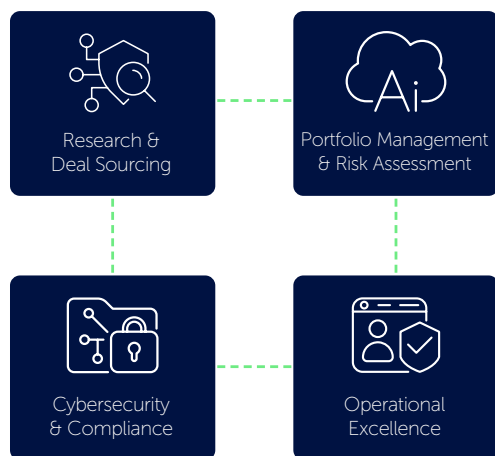 Research &
Deal Sourcing
Ai
Portfolio Management
& Risk Assessment
Cybersecurity
& Compliance
Operational
Excellence